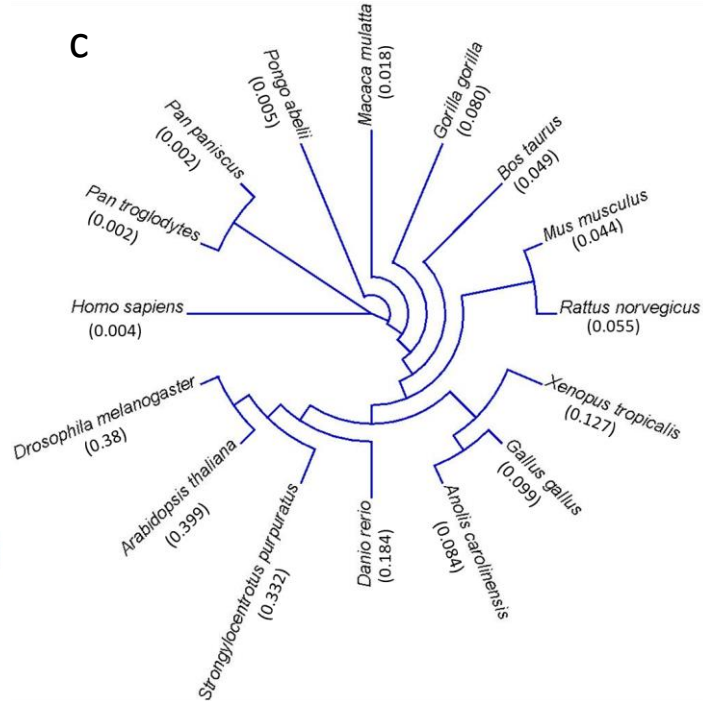 C
Pongo abelii
(0.005)
Macaca mulatta
(0.018)
Gorilla gorilla
(0.080)
Bos taurus
(0.049)
Mus musculus
(0.044)
Rattus norvegicus
(0.055)
Xenopus tropicalis
(0.127)
Gallus gallus
(0.099)
Anolis carolinensis
(0.084)
Danio rerio
(0.184)
Strongylocentrotus purpuratus
(0.332)
Arabidopsis thaliana
(0.399)
Drosophila melanogaster
(0.38)
Homo sapiens
(0.004)
Pan troglodytes
(0.002)
Pan paniscus
(0.002)